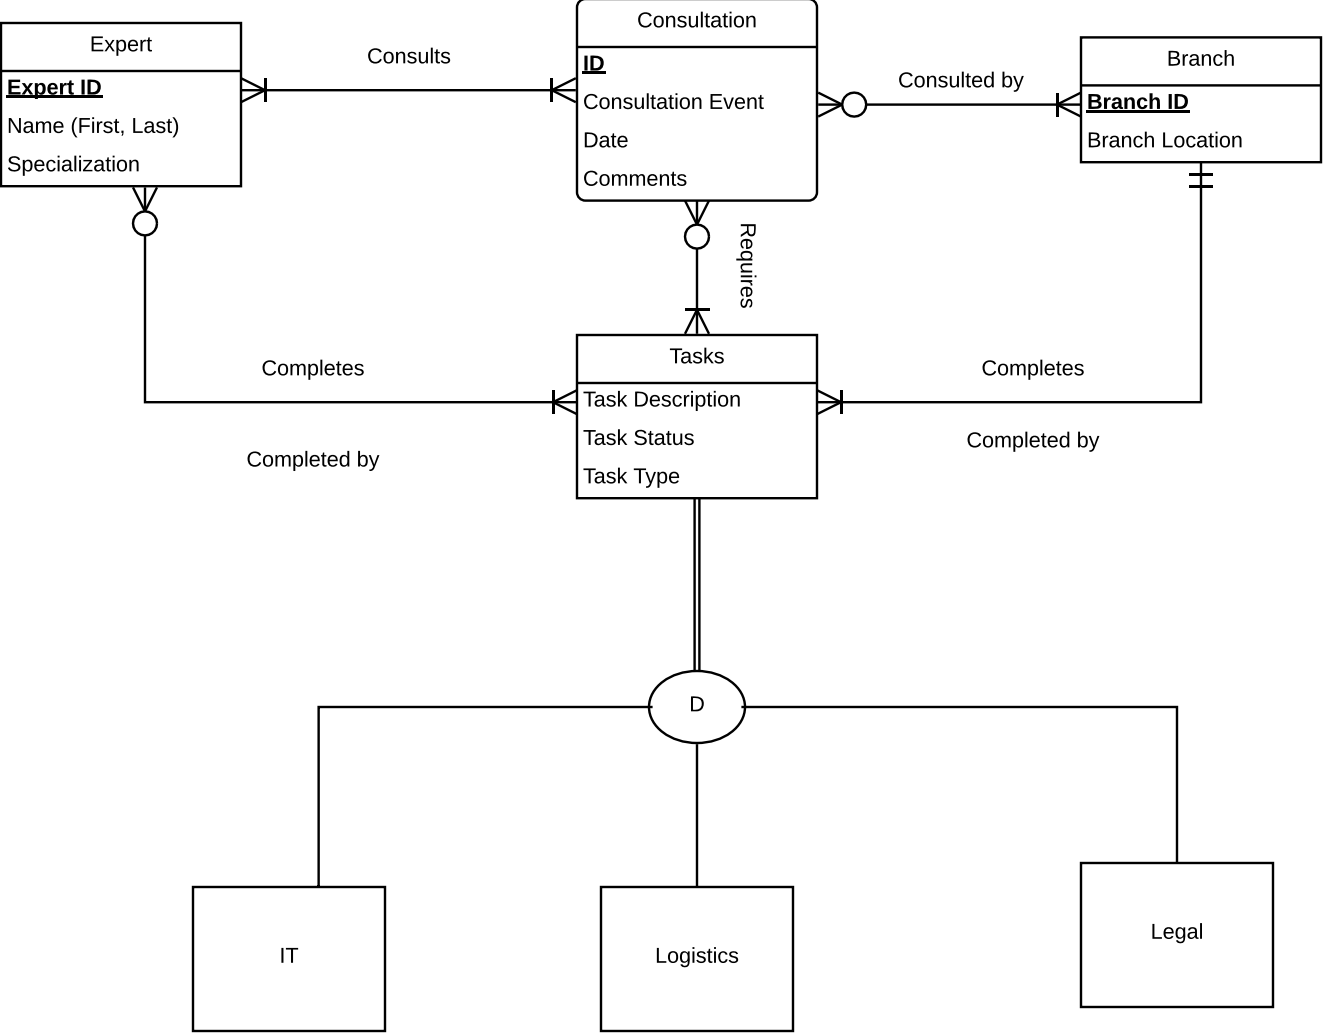 Expert
Expert ID
Name (First, Last)
Specialization
Consults
Consultation
ID
Consultation Event
Date
Comments
Consulted by
Branch
Branch ID
Branch Location
Requires
Completes
Completed by
Tasks
Task Description
Task Status
Task Type
Completes
Completed by
D
IT
Logistics
Legal